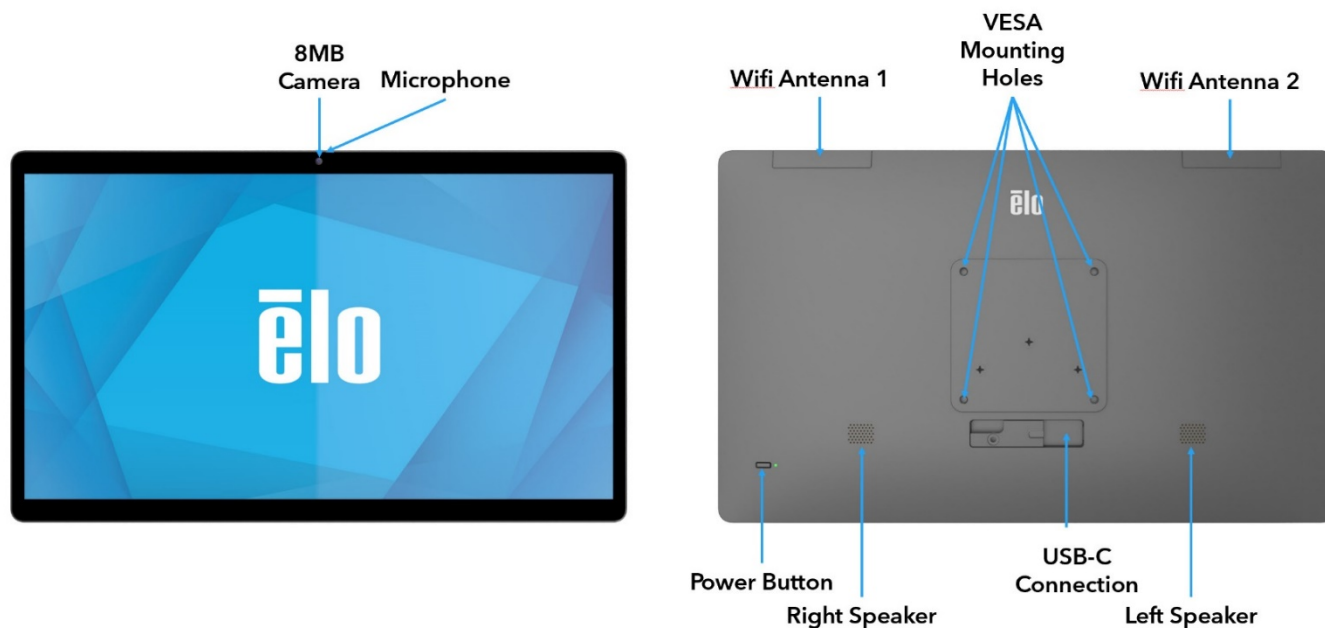 8MB
Camera
Microphone
VESA
Mounting
Holes
Wifi Antenna 1
Wifi Antenna 2
ēlo
ēlo
Power Button
Right Speaker
USB-C
Connection
Left Speaker